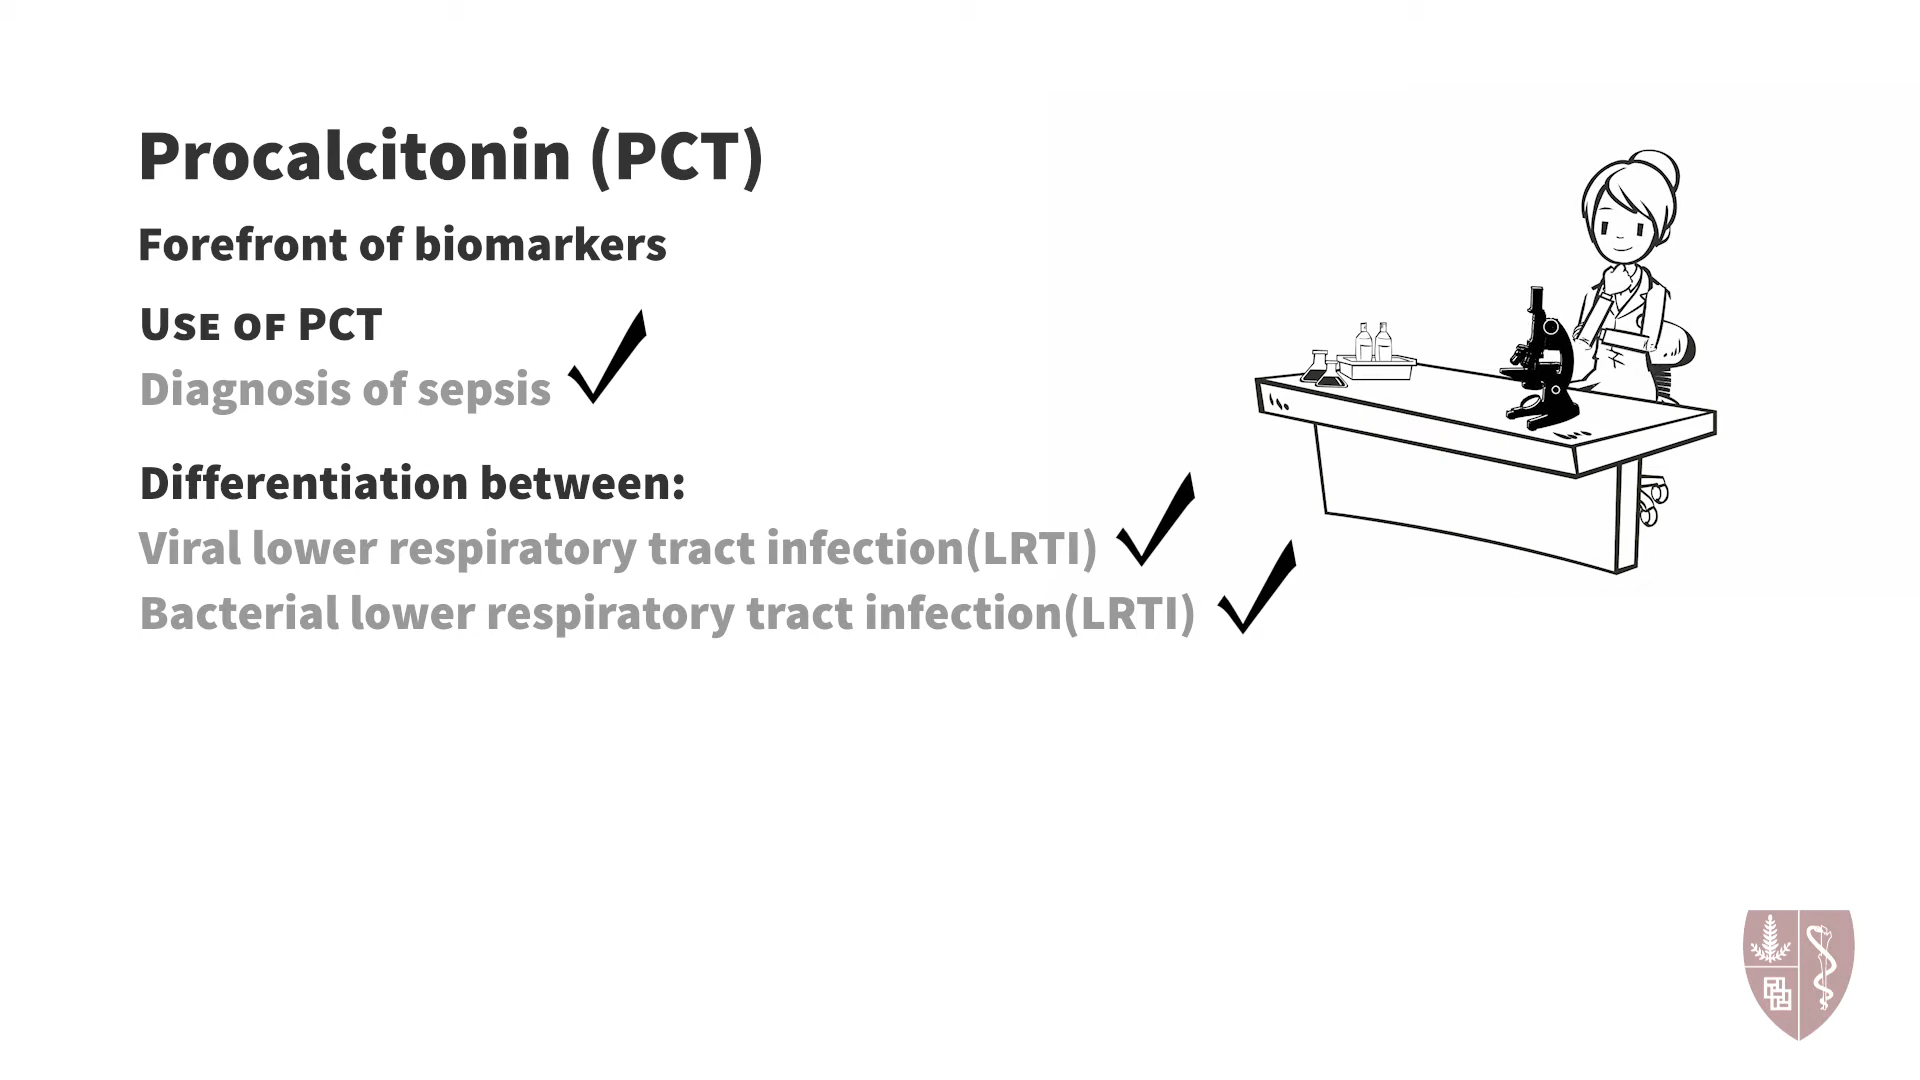 Procalcitonin (PCT)
Forefront of biomarkers
USE OF PCT
Diagnosis of sepsis
Differentiation between:
Viral lower respiratory tract infection(LRTI)
Bacterial lower respiratory tract infection(LRTI)